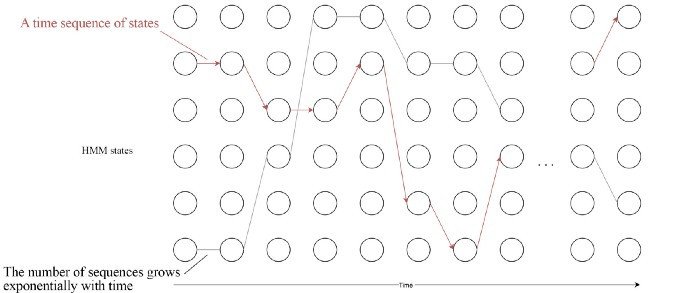 A time sequence of states
HMM states
. . .
The number of sequences grows
exponentially with time
Time